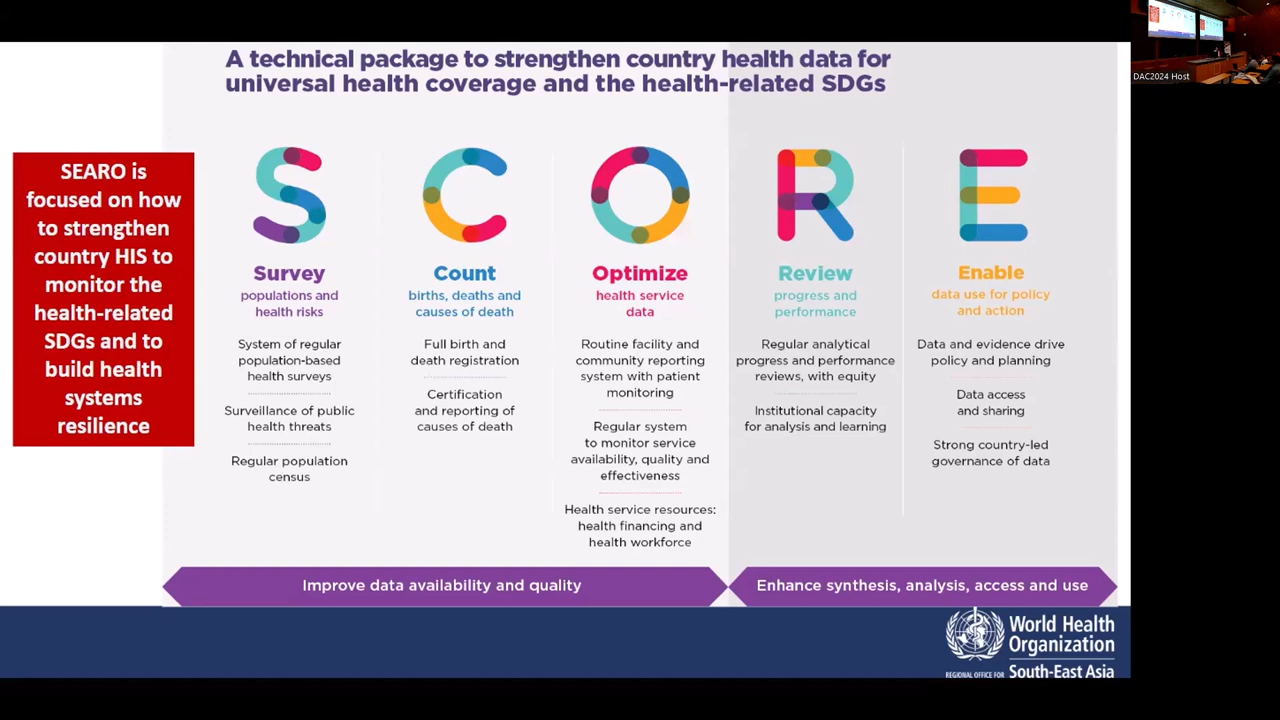 A technical package to strengthen country health data for
universal health coverage and the health-related SDGs
DAC2024 Host
SEARO is
focused on how
to strengthen
country HIS to
monitor the
health-related
SDGs and to
build health
systems
resilience
S
Survey
populations and
health risks
System of regular
population-based
health surveys
Surveillance of public
health threats
Regular population
census
C
Count
births, deaths and
causes of death
Full birth and
death registration
Certification
and reporting of
causes of death
O
Optimize
health service
data
Routine facility and
community reporting
system with patient
monitoring
Regular system
to monitor service
availability, quality and
effectiveness
Health service resources:
health financing and
health workforce
R
Review
progress and
performance
Regular analytical
progress and performance
reviews, with equity
Institutional capacity
for analysis and learning
E
Enable
data use for policy
and action
Data and evidence drive
policy and planning
Data access
and sharing
Strong country-led
governance of data
Improve data availability and quality
Enhance synthesis, analysis, access and use
World Health
Organization
REGIONAL OFFICE FOR South-East Asia